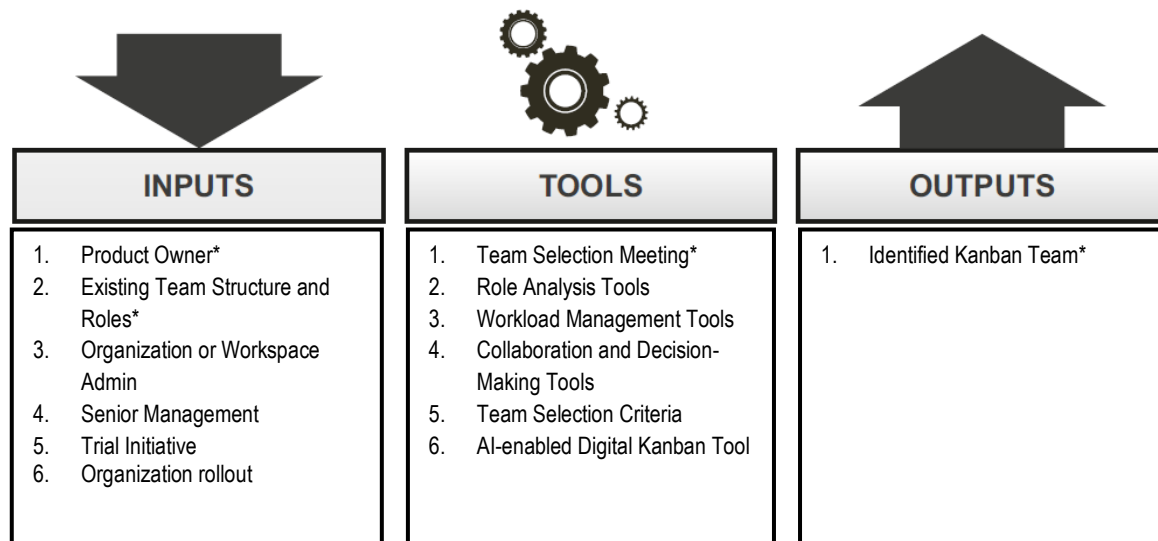 INPUTS
1. Product Owner*
2. Existing Team Structure and
Roles*
3. Organization or Workspace
Admin
4. Senior Management
5. Trial Initiative
6. Organization rollout
TOOLS
1. Team Selection Meeting*
2. Role Analysis Tools
3. Workload Management Tools
4. Collaboration and Decision-
Making Tools
5. Team Selection Criteria
6. AI-enabled Digital Kanban Tool
OUTPUTS
1. Identified Kanban Team*